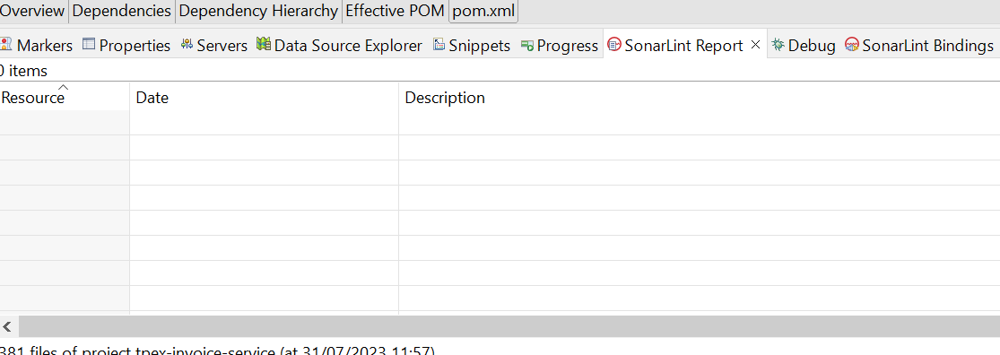 Overview Dependencies Dependency Hierarchy Effective POM pom.xml
Markers Properties Servers Data Source Explorer Snippets Progress SonarLint Report Debug SonarLint Bindings
0 items
Resource Date Description
381 files of project tpex-invoice-service (at 31/07/2023 11:57)